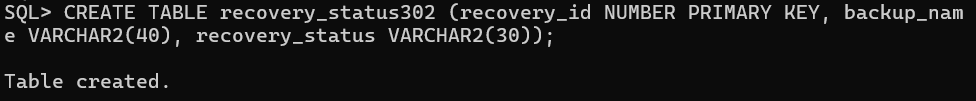 SQL> CREATE TABLE recovery_status302 (recovery_id NUMBER PRIMARY KEY, backup_nam
e VARCHAR2(40), recovery_status VARCHAR2(30));
Table created.